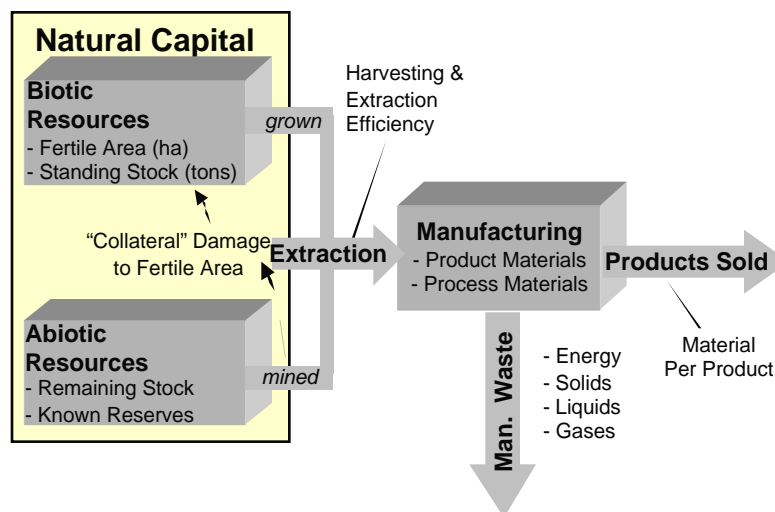 Natural Capital
Biotic
Resources
- Fertile Area (ha)
- Standing Stock (tons)
grown
Harvesting &
Extraction
Efficiency
“Collateral” Damage
to Fertile Area
Extraction
Manufacturing
- Product Materials
- Process Materials
Products Sold
Abiotic
Resources
- Remaining Stock
- Known Reserves
mined
Man. Waste
- Energy
- Solids
- Liquids
- Gases
Material
Per Product